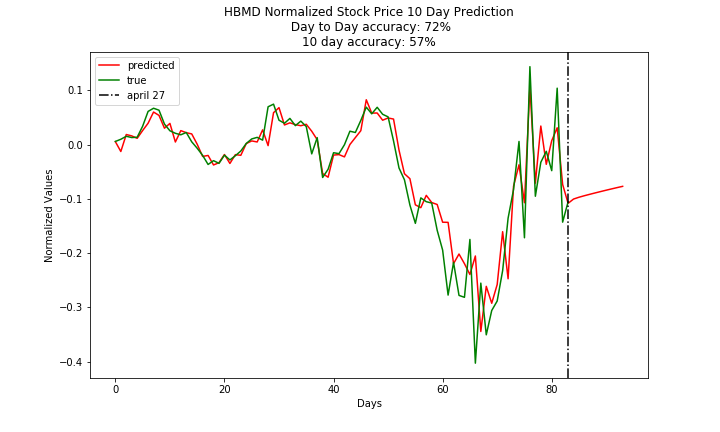 HBMD Normalized Stock Price 10 Day Prediction
Day to Day accuracy: 72%
10 day accuracy: 57%
predicted
true
april 27
Normalized Values
0.1
0.0
−0.1
−0.2
−0.3
−0.4
0
20
40
60
80
Days